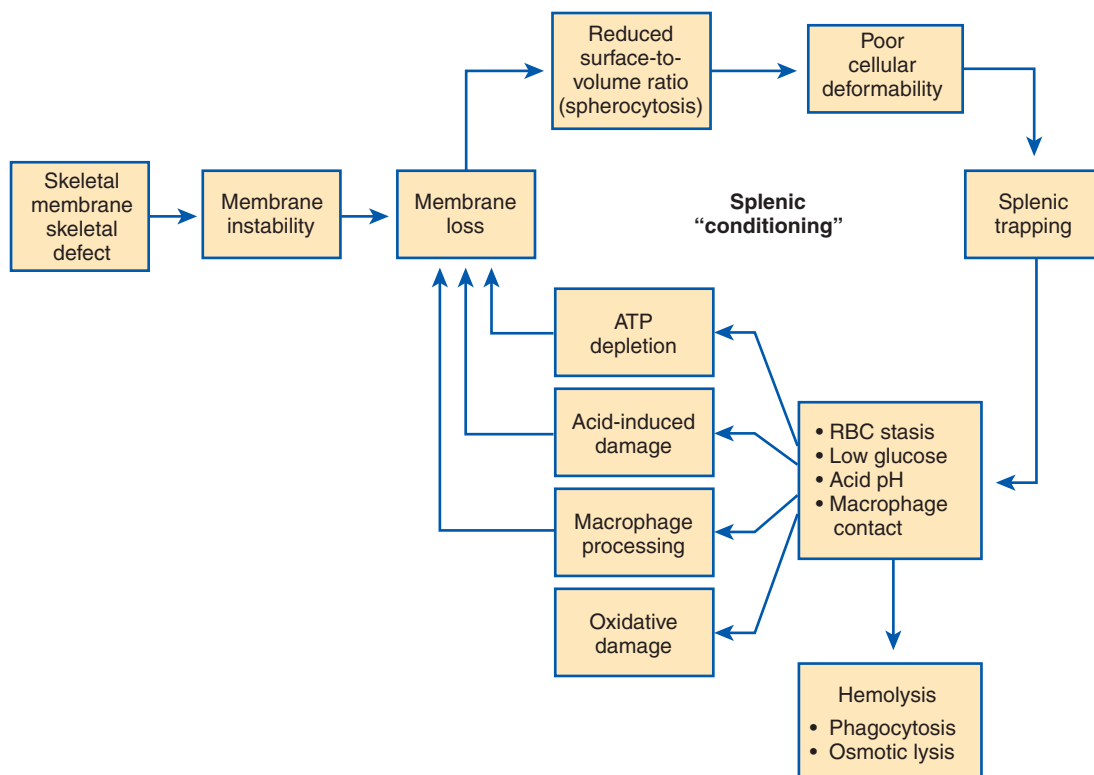 Reduced
surface-to-
volume ratio
(spherocytosis)
Poor
cellular
deformability
Skeletal
membrane
skeletal
defect
Membrane
instability
Membrane
loss
Splenic
“conditioning”
Splenic
trapping
ATP
depletion
Acid-induced
damage
Macrophage
processing
Oxidative
damage
• RBC stasis
• Low glucose
• Acid pH
• Macrophage
contact
Hemolysis
• Phagocytosis
• Osmotic lysis